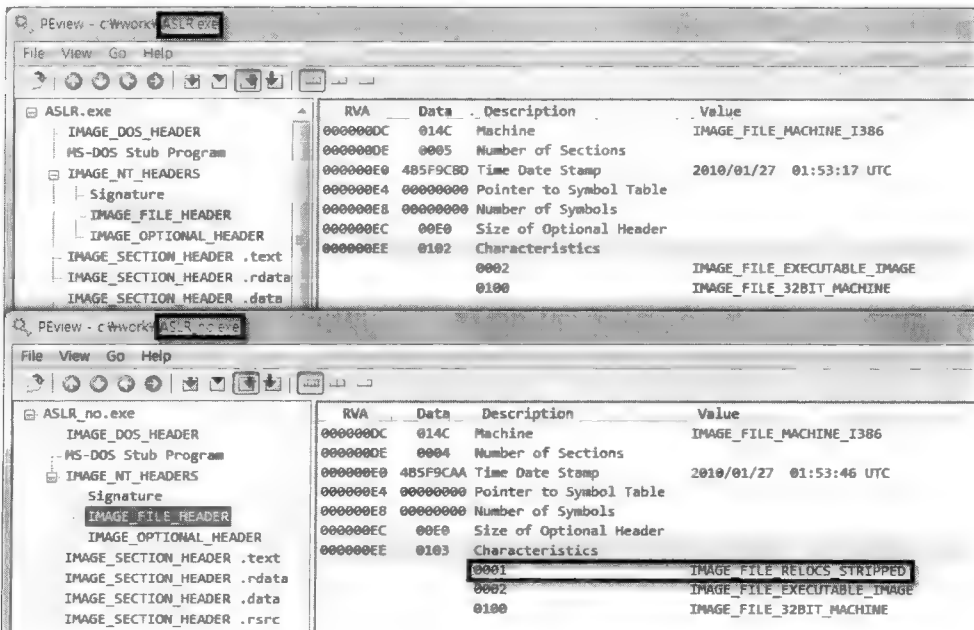 PEview - c:₩work₩ASLR.exe
File View Go Help
ASLR.exe
IMAGE_DOS_HEADER
MS-DOS Stub Program
IMAGE_NT_HEADERS
Signature
IMAGE_FILE_HEADER
IMAGE_OPTIONAL_HEADER
IMAGE_SECTION_HEADER .text
IMAGE_SECTION_HEADER .rdata
IMAGE_SECTION_HEADER .data
RVA Data Description Value
000000DC 014C Machine IMAGE_FILE_MACHINE_I386
000000DE 0005 Number of Sections
000000E0 4B5F9C8D Time Date Stamp 2010/01/27 01:53:17 UTC
000000E4 00000000 Pointer to Symbol Table
000000E8 00000000 Number of Symbols
000000EC 00E0 Size of Optional Header
000000EE 0102 Characteristics
0002 IMAGE_FILE_EXECUTABLE_IMAGE
0100 IMAGE_FILE_32BIT_MACHINE
PEview - c:₩work₩ASLR_no.exe
File View Go Help
ASLR_no.exe
IMAGE_DOS_HEADER
MS-DOS Stub Program
IMAGE_NT_HEADERS
Signature
IMAGE_FILE_HEADER
IMAGE_OPTIONAL_HEADER
IMAGE_SECTION_HEADER .text
IMAGE_SECTION_HEADER .rdata
IMAGE_SECTION_HEADER .data
IMAGE_SECTION_HEADER .rsrc
RVA Data Description Value
000000DC 014C Machine IMAGE_FILE_MACHINE_I386
000000DE 0004 Number of Sections
000000E0 4B5F9CAA Time Date Stamp 2010/01/27 01:53:46 UTC
000000E4 00000000 Pointer to Symbol Table
000000E8 00000000 Number of Symbols
000000EC 00E0 Size of Optional Header
000000EE 0103 Characteristics
0001 IMAGE_FILE_RELOCS_STRIPPED
0002 IMAGE_FILE_EXECUTABLE_IMAGE
0100 IMAGE_FILE_32BIT_MACHINE